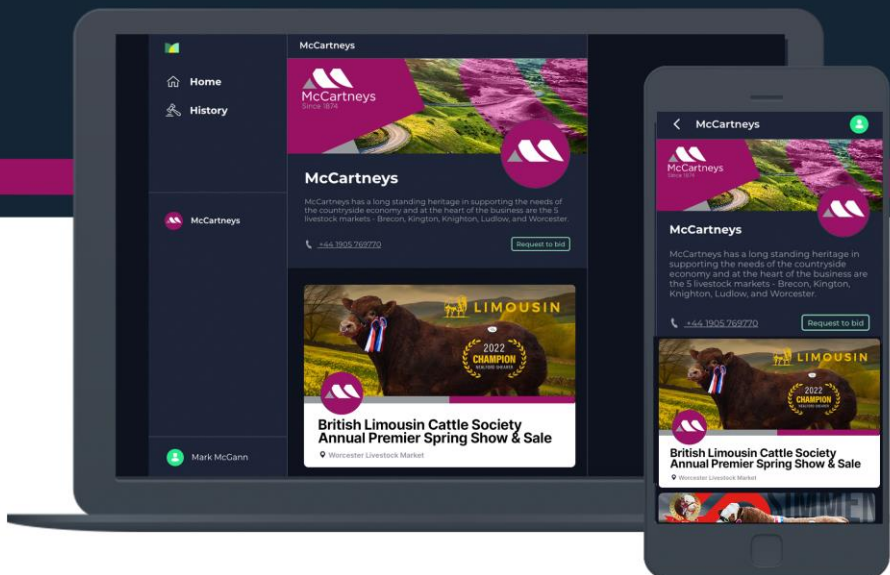 McCartneys
Home
History
McCartneys
Since 1874
McCartneys
McCartneys has a long standing heritage in supporting the needs of
the countryside economy and at the heart of the business are the 5
livestock markets - Brecon, Kington, Knighton, Ludlow, and Worcester.
+44 1905 769770
Request to bid
McCartneys
LIMOUSIN
2022
CHAMPION
British Limousin Cattle Society
Annual Premier Spring Show & Sale
Worcester Livestock Market
Mark McGann
McCartneys
McCartneys
Since 1874
McCartneys
McCartneys has a long standing heritage in
supporting the needs of the countryside
economy and at the heart of the business are
the 5 livestock markets - Brecon, Kington,
Knighton, Ludlow, and Worcester.
+44 1905 769770
Request to bid
LIMOUSIN
2022
CHAMPION
British Limousin Cattle Society
Annual Premier Spring Show & Sale
Worcester Livestock Market
SIMMEN